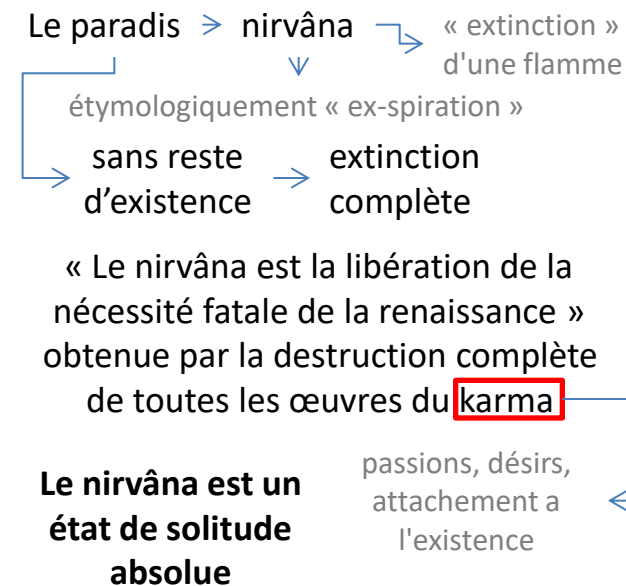 Le paradis > nirvâna
« extinction »
d'une flamme
étymologiquement « ex-spiration »
sans reste
d'existence
extinction
complète
« Le nirvâna est la libération de la
nécessité fatale de la renaissance »
obtenue par la destruction complète
de toutes les œuvres du karma
passions, désirs,
attachement a
l'existence
Le nirvâna est un
état de solitude
absolue